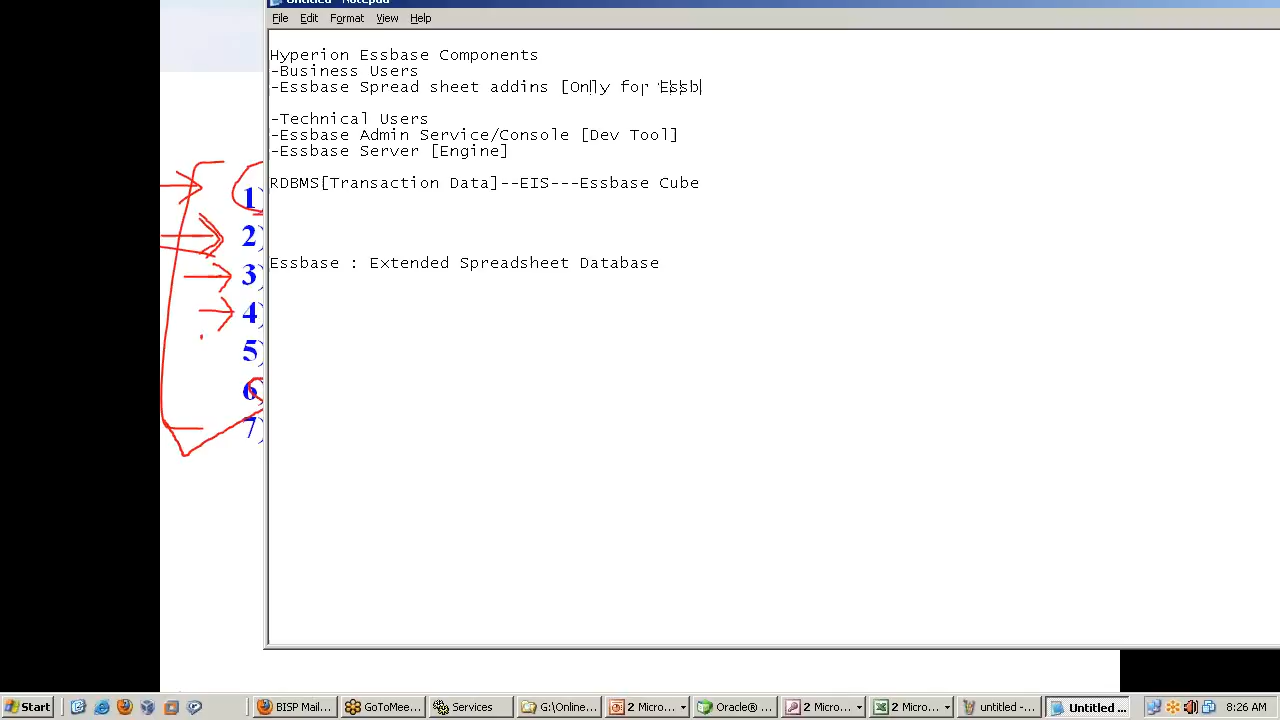 Untitled - Notepad
File Edit Format View Help
Hyperion Essbase Components
-Business Users
-Essbase Spread sheet addins [Only for Essb
-Technical Users
-Essbase Admin Service/Console [Dev Tool]
-Essbase Server [Engine]
RDBMS[Transaction Data]--EIS---Essbase Cube
Essbase : Extended Spreadsheet Database
1)
2)
3)
4)
5)
6)
7)
Start BISP Mail... GoToMee... Services G:\Online... 2 Micro... Oracle® ... 2 Micro... 2 Micro... untitled -... Untitled ... 8:26 AM